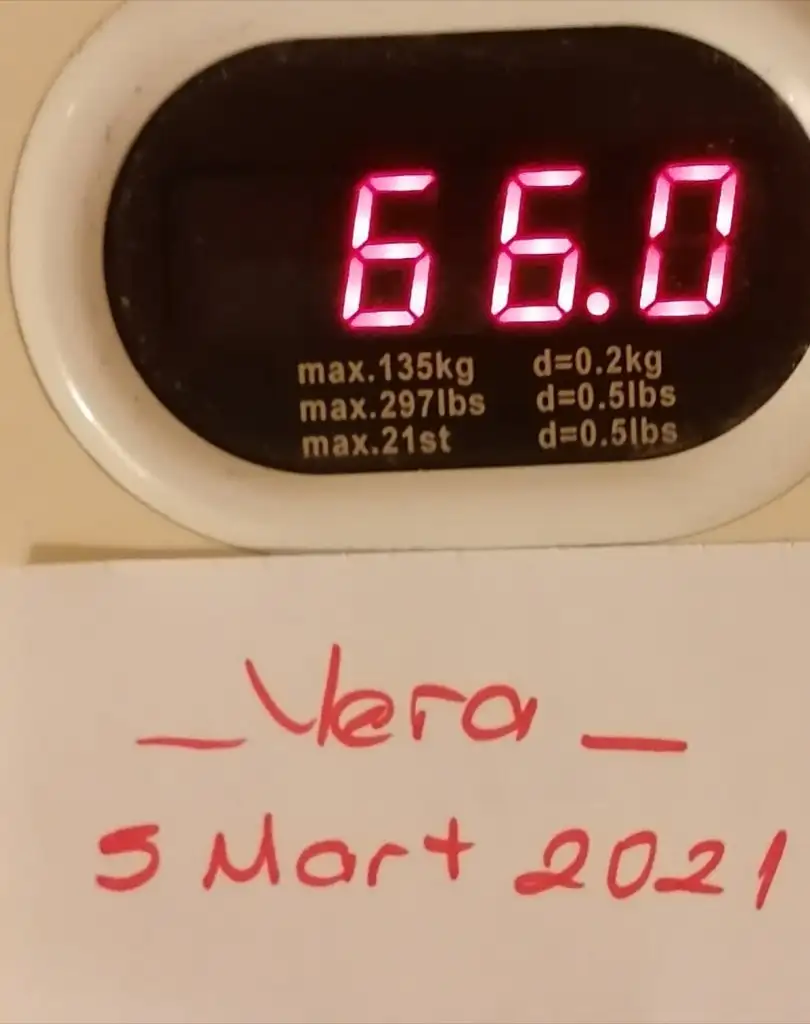 66.0
max.135kg d=0.2kg
max.297lbs d=0.5lbs
max.21st d=0.5lbs
_Vera_
5 Mart 2021